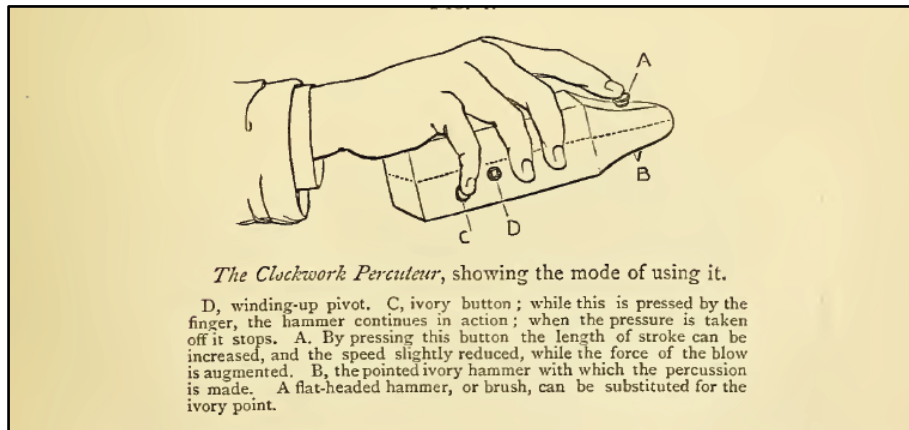 A
B
C
D
The Clockwork Percuteur, showing the mode of using it.
D, winding-up pivot. C, ivory button; while this is pressed by the
finger, the hammer continues in action; when the pressure is taken
off it stops. A. By pressing this button the length of stroke can be
increased, and the speed slightly reduced, while the force of the blow
is augmented. B, the pointed ivory hammer with which the percussion
is made. A flat-headed hammer, or brush, can be substituted for the
ivory point.